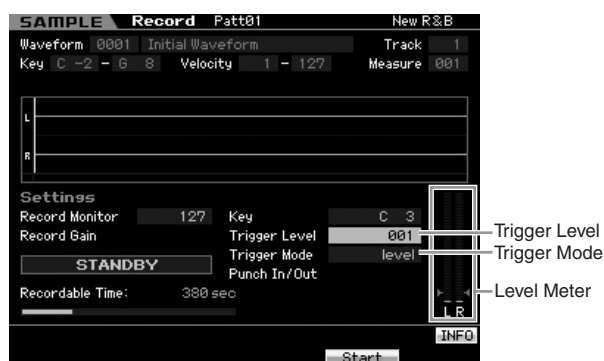 SAMPLE Record Patt01 New R&B
Waveform 0001 Initial Waveform Track 1
Key C -2 - G 8 Velocity 1 - 127 Measure 001
L
R
Settings
Record Monitor 127 Key C 3
Record Gain Trigger Level 001
Trigger Mode level
STANDBY
Punch In/Out
Recordable Time: 380 sec
L R
INFO
Start
Trigger Level
Trigger Mode
Level Meter